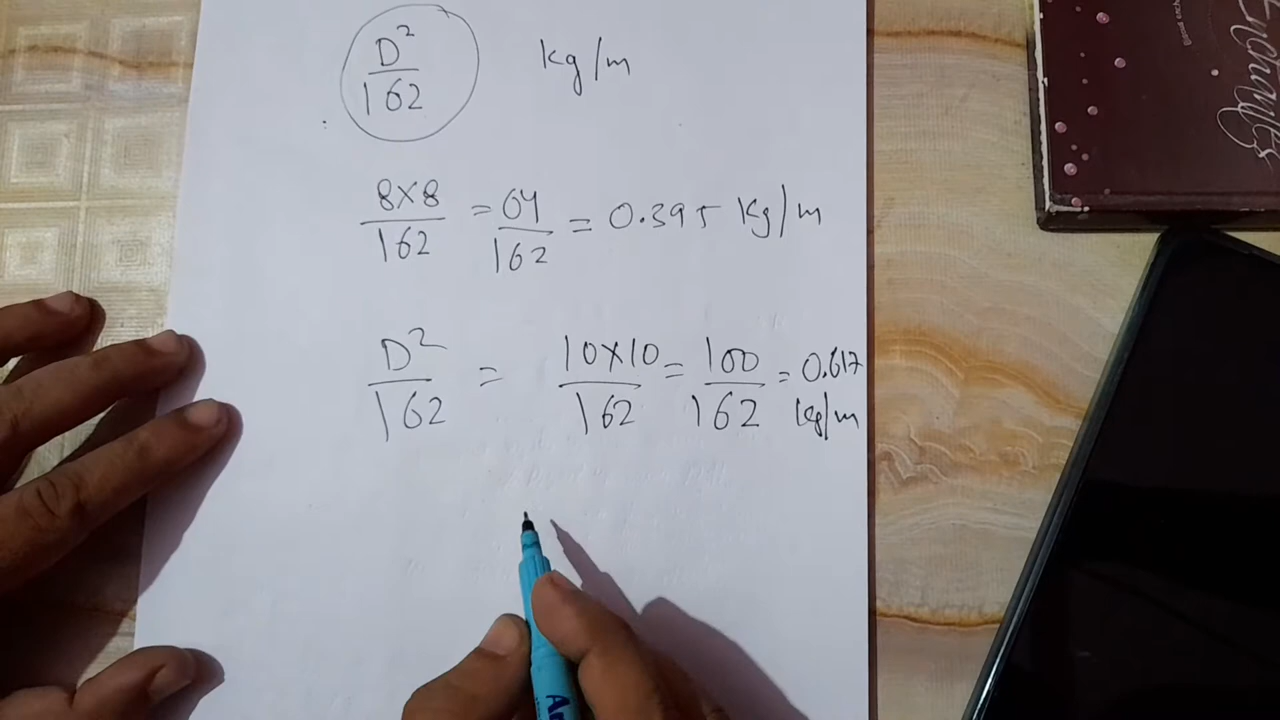 D²/162 kg/m
8×8/162 = 64/162 = 0.395 Kg/m
D²/162 = 10×10/162 = 100/162 = 0.617 kg/m
Enchanter